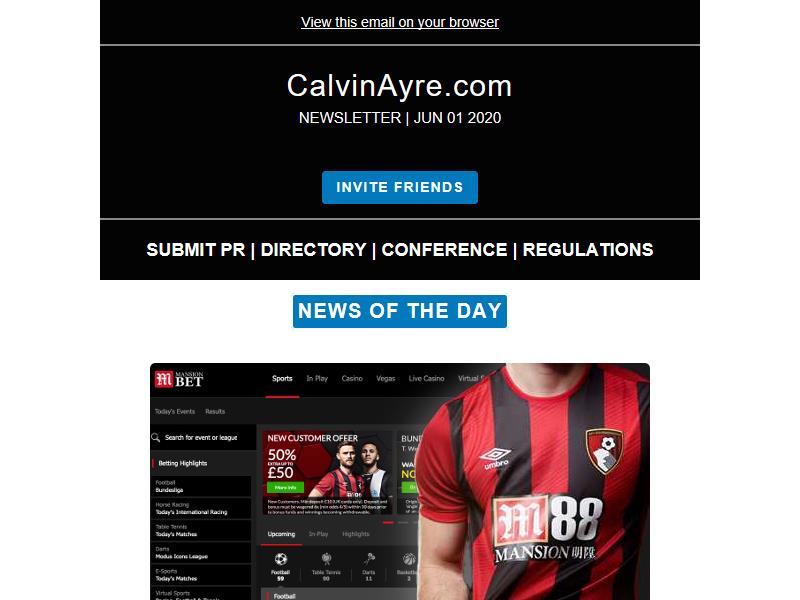 View this email on your browser
CalvinAyre.com
NEWSLETTER | JUN 01 2020
INVITE FRIENDS
SUBMIT PR | DIRECTORY | CONFERENCE | REGULATIONS
NEWS OF THE DAY
MANSION
BET
Sports In Play Casino Vegas Live Casino Virtual
Today's Events Results
Search for event or league
Betting Highlights
Football
Bundesliga
Horse Racing
Today's International Racing
Table Tennis
Today's Matches
Darts
Modus Icons League
E-Sports
Today's Matches
Virtual Sports
NEW CUSTOMER OFFER
50%
EXTRA UP TO
£50
More Info
BUND
Upcoming In-Play Highlights
Football
59
Table Tennis
90
Darts
11
Football
umbro
M88
MANSION 明陞